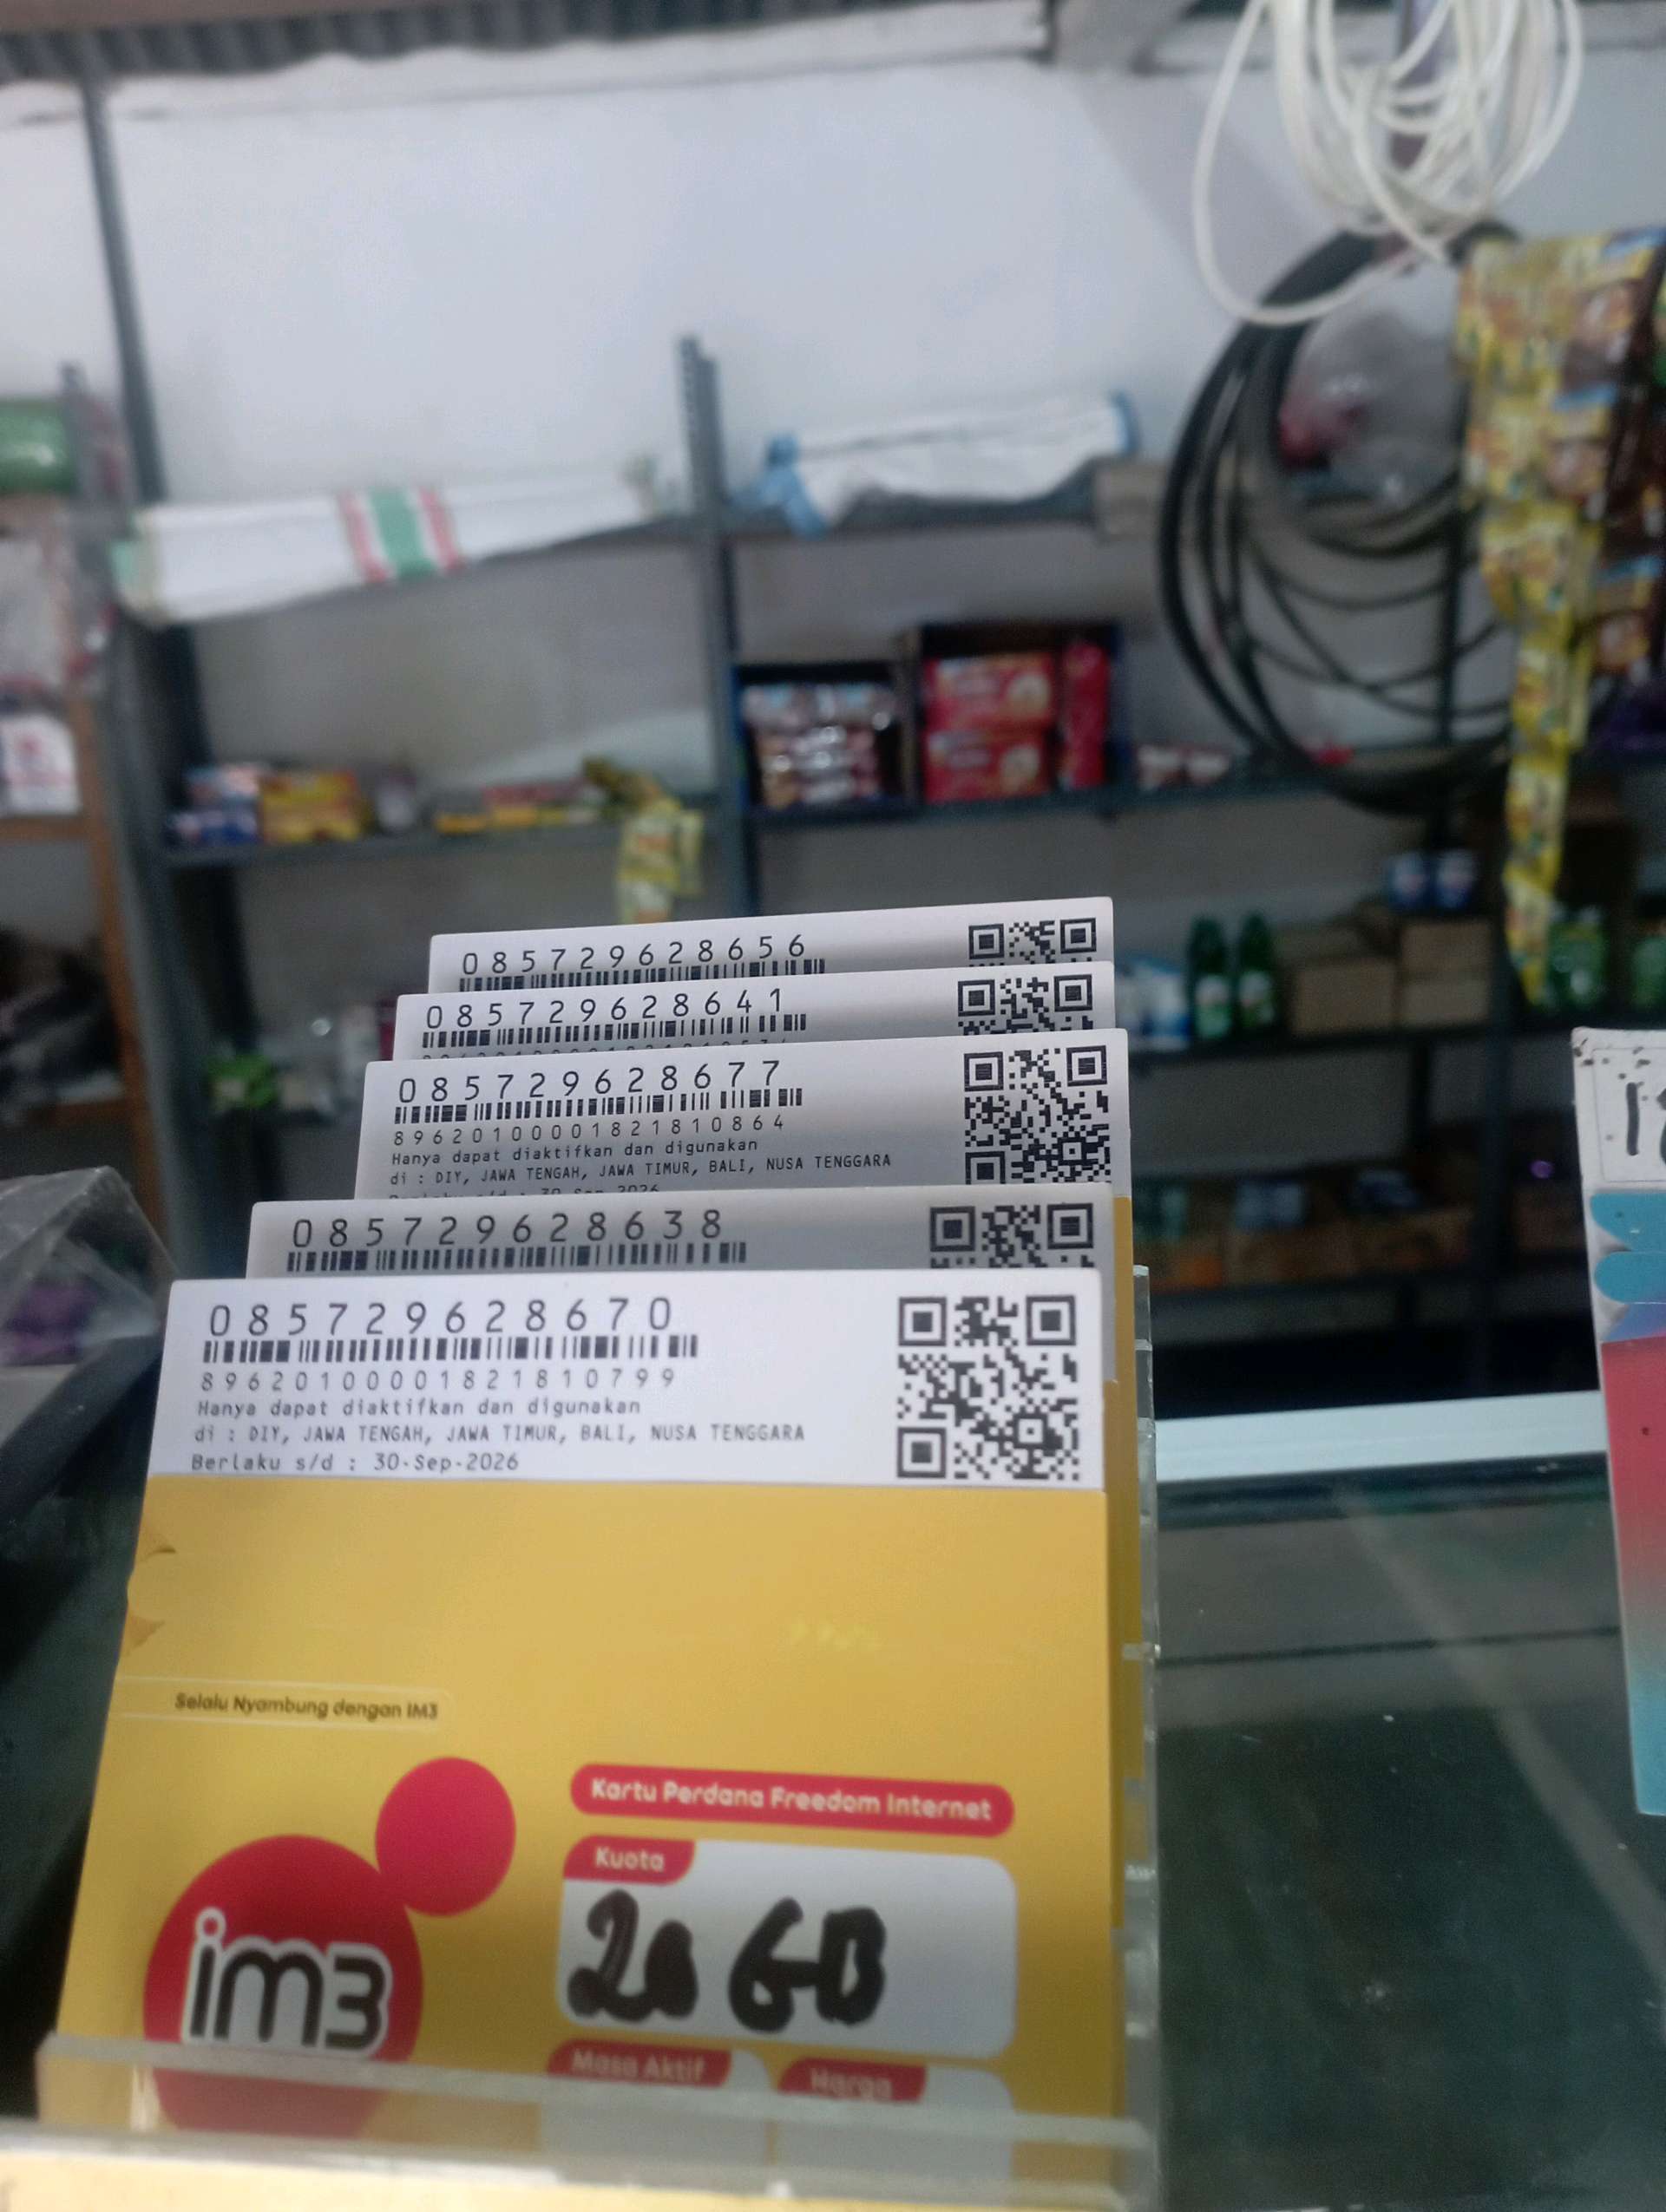 085729628656
085729628641
085729628677
89620100001821810864
Hanya dapat diaktifkan dan digunakan
di : DIY, JAWA TENGAH, JAWA TIMUR, BALI, NUSA TENGGARA
085729628638
085729628670
89620100001821810799
Hanya dapat diaktifkan dan digunakan
di : DIY, JAWA TENGAH, JAWA TIMUR, BALI, NUSA TENGGARA
Berlaku s/d : 30-Sep-2026
Selalu Nyambung dengan IM3
Kartu Perdana Freedom Internet
Kuota
20 GB
im3
Masa Aktif
Harga